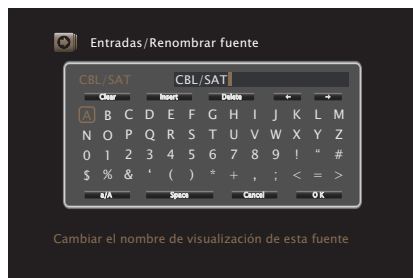 Entradas/Renombrar fuente
CBL/SAT CBL/SAT
Clear Insert Delete ← →
A B C D E F G H I J K L M
N O P Q R S T U V W X Y Z
0 1 2 3 4 5 6 7 8 9 ! “ #
$ % & ‘ ( ) * + , ; < = >
a/A Space Cancel OK
Cambiar el nombre de visualización de esta fuente